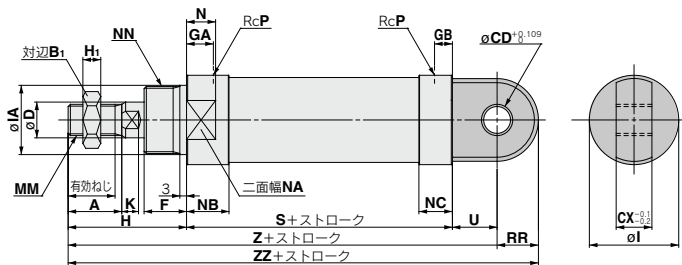 NN
N
GA
RcP
RcP
GB
øCD+0.109 0
対辺B1
H1
øIA
øD
MM
有効ねじ
3
二面幅NA
A
K
F
NB
NC
H
S+ストローク
U
Z+ストローク
RR
ZZ+ストローク
CX-0.1 -0.2
øI